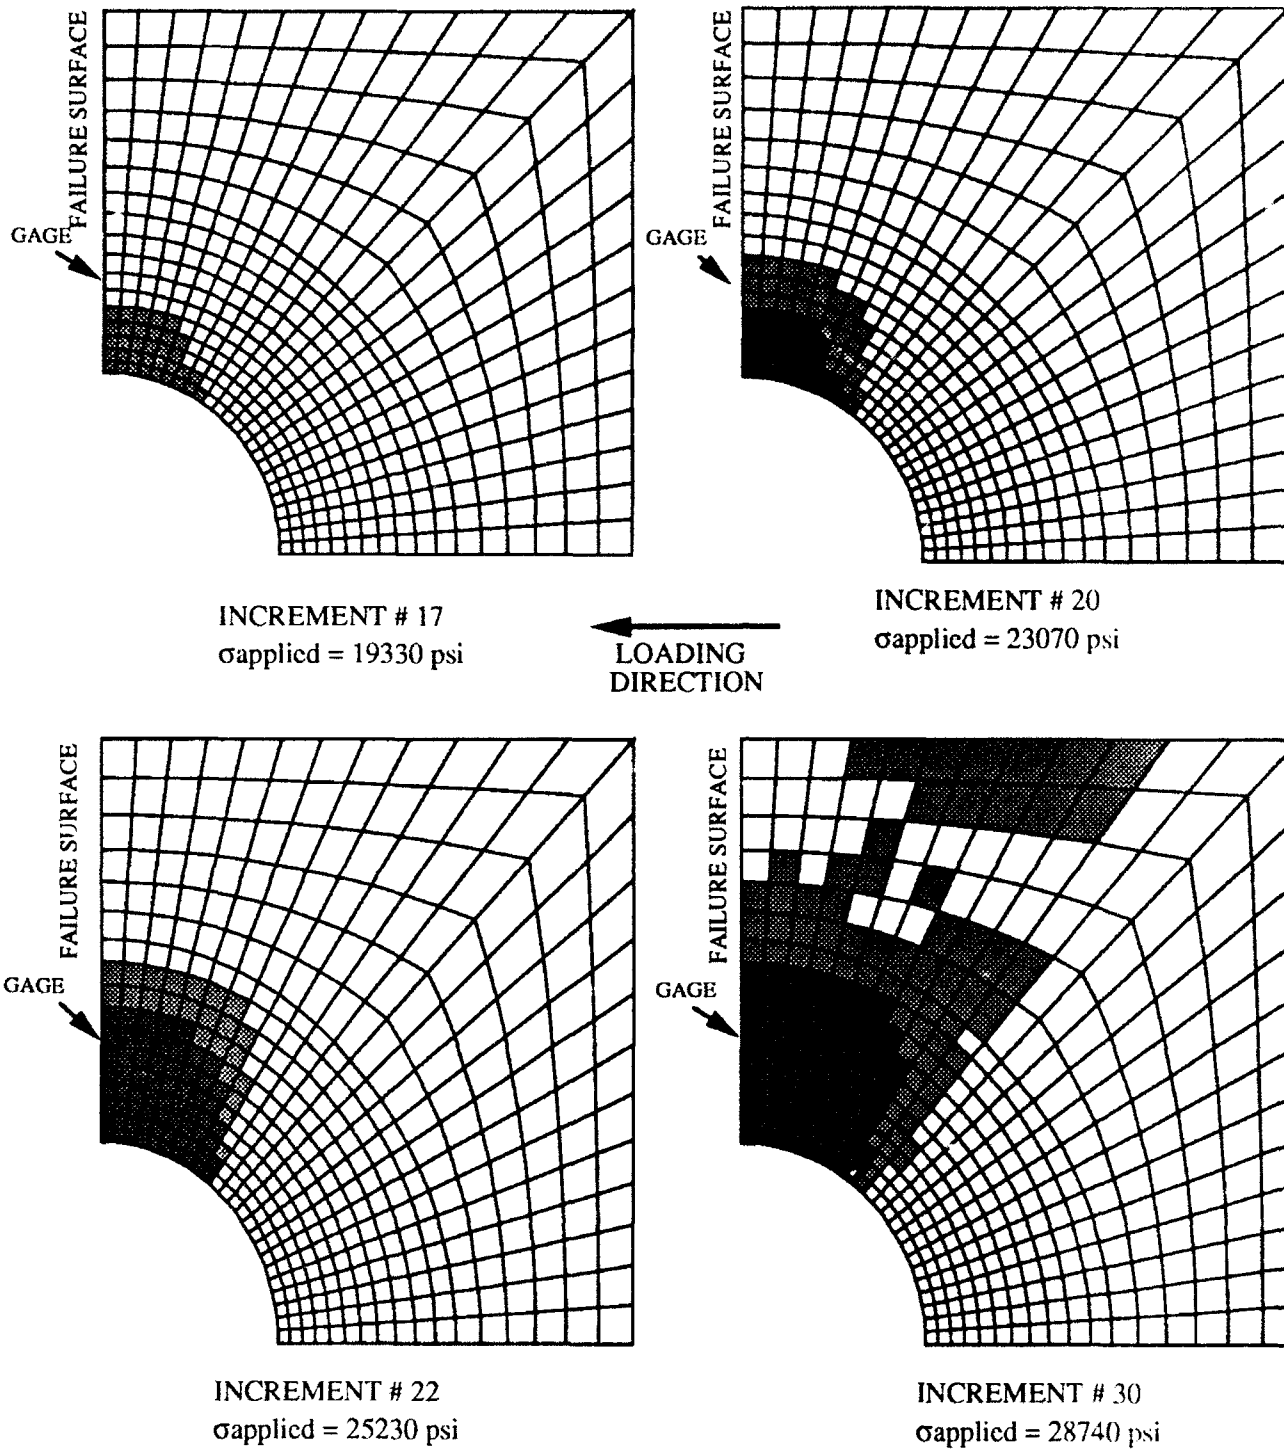 FAILURE SURFACE
GAGE
FAILURE SURFACE
GAGE
INCREMENT # 17
σapplied = 19330 psi
INCREMENT # 20
σapplied = 23070 psi
LOADING
DIRECTION
FAILURE SURFACE
GAGE
FAILURE SURFACE
GAGE
INCREMENT # 22
σapplied = 25230 psi
INCREMENT # 30
σapplied = 28740 psi